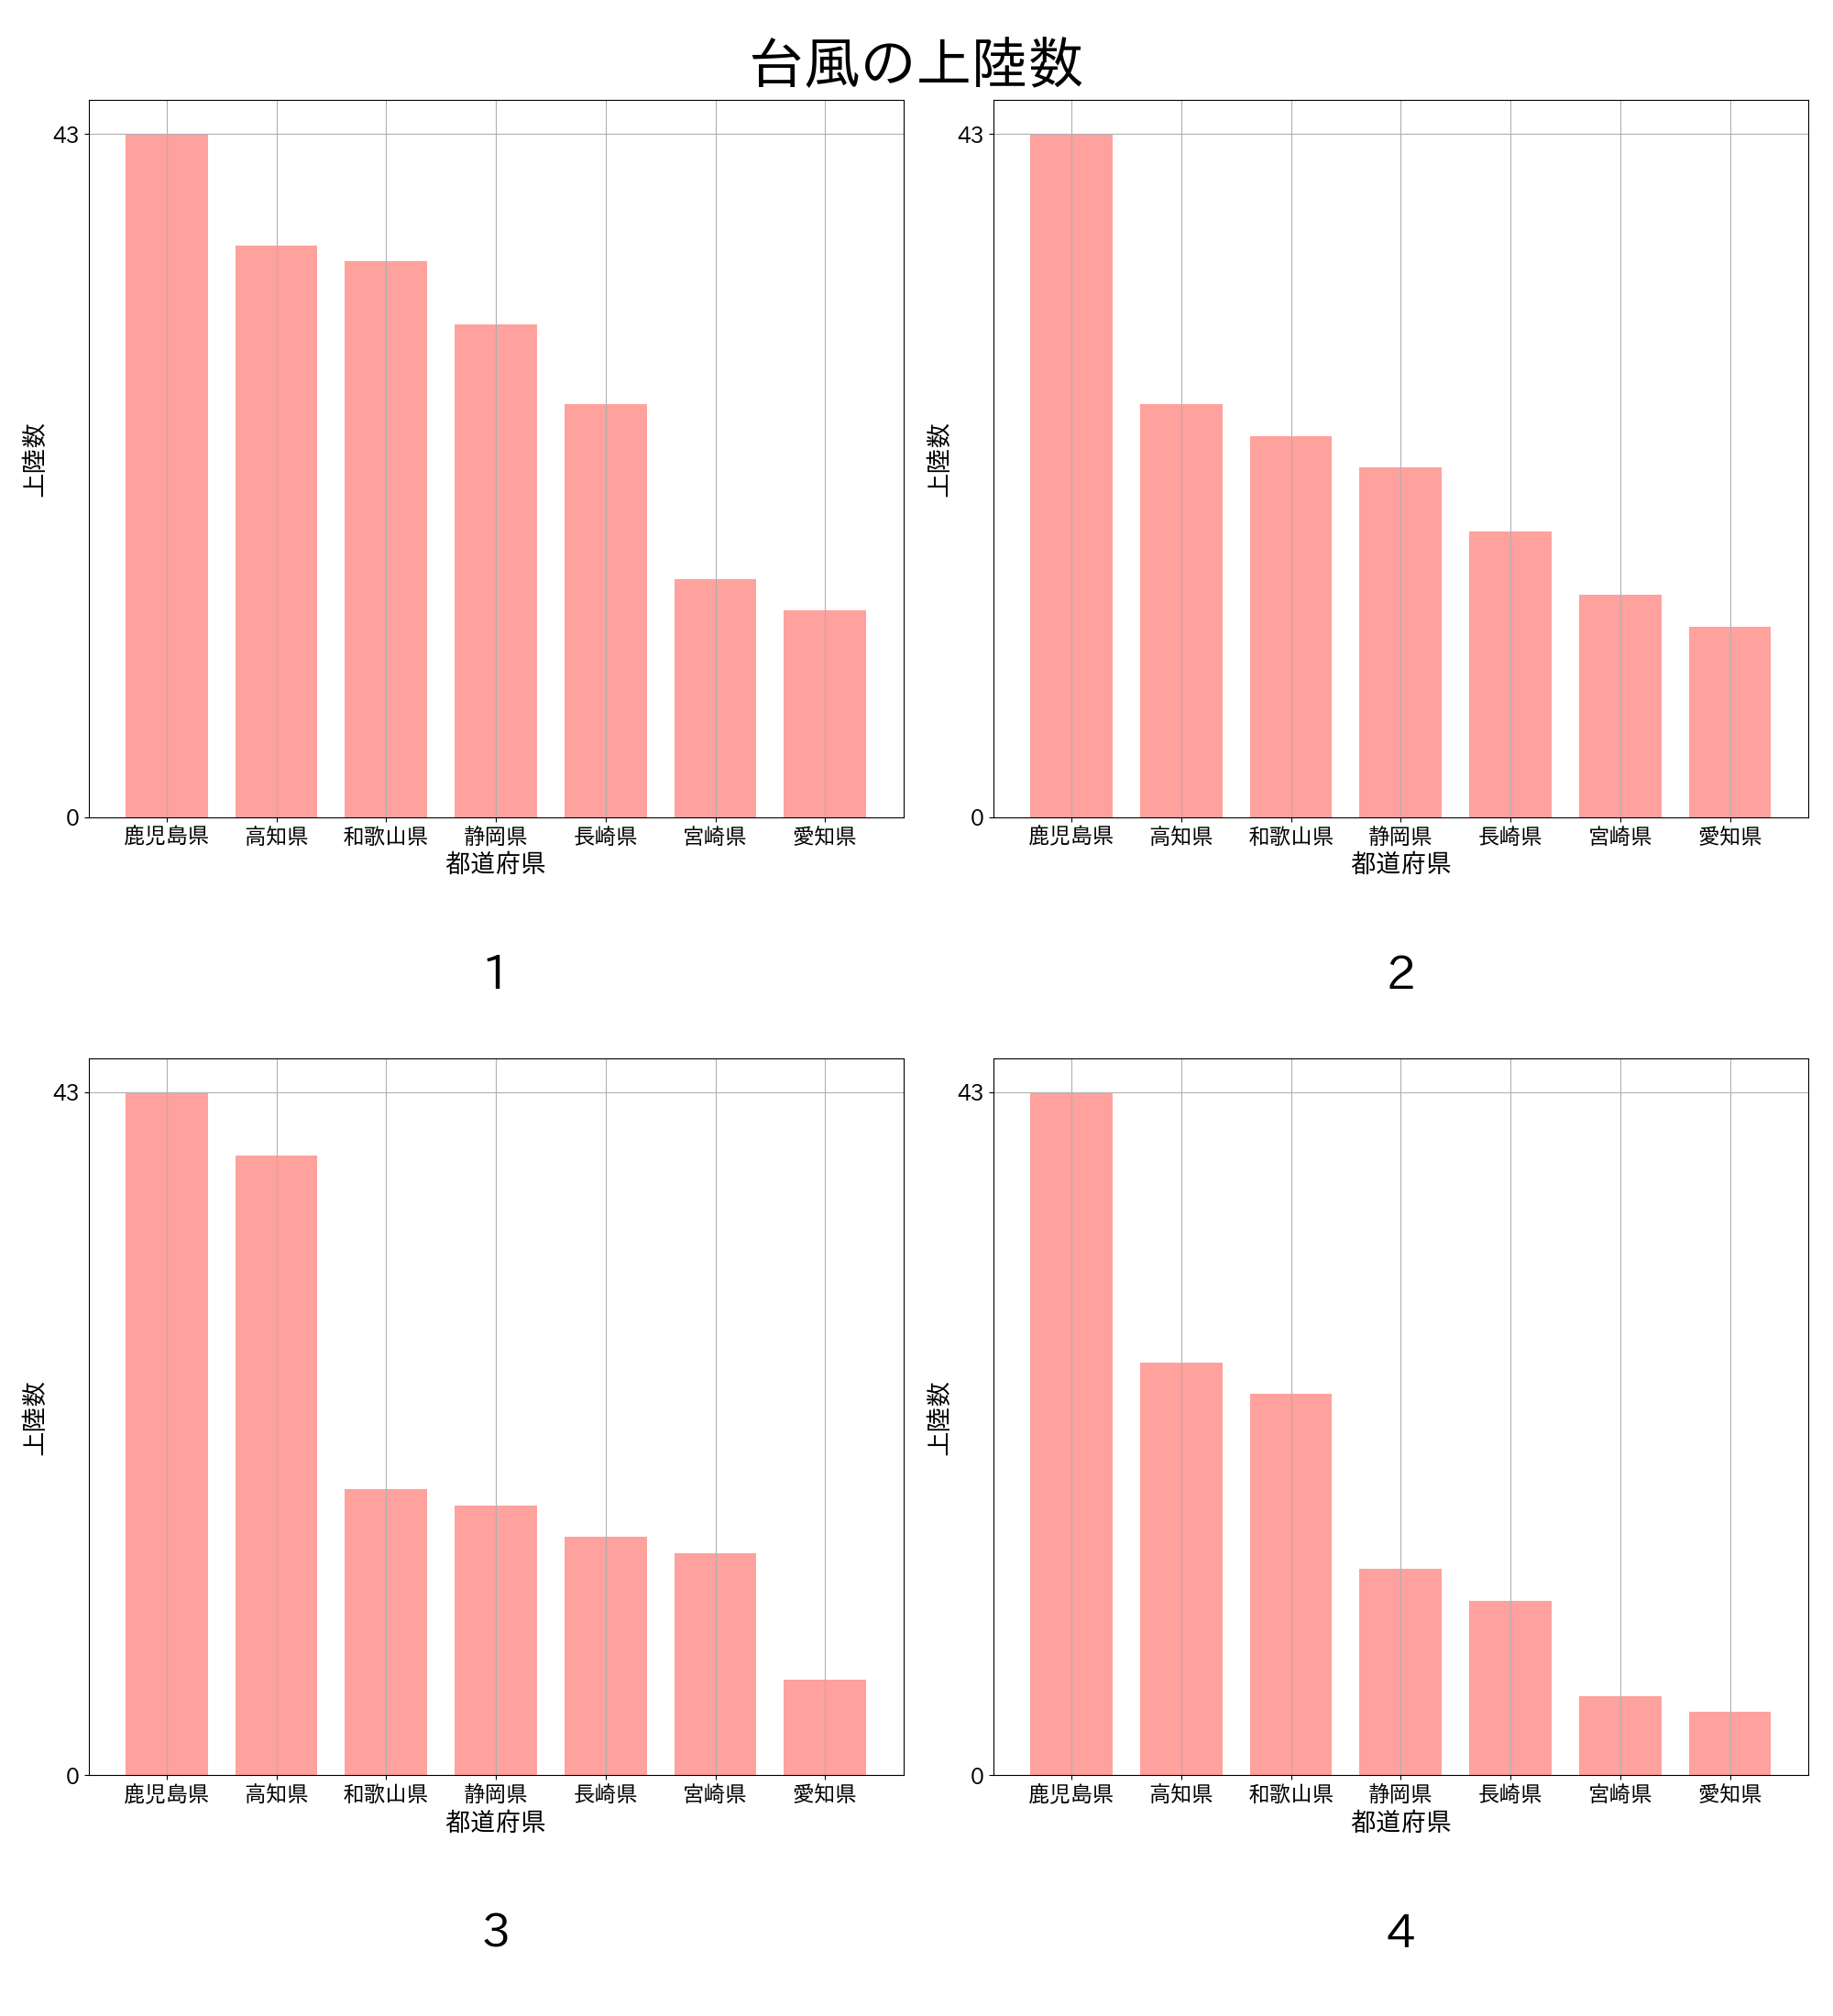 台風の上陸数
43
0
上陸数
鹿児島県 高知県 和歌山県 静岡県 長崎県 宮崎県 愛知県
都道府県
1
43
0
上陸数
鹿児島県 高知県 和歌山県 静岡県 長崎県 宮崎県 愛知県
都道府県
2
43
0
上陸数
鹿児島県 高知県 和歌山県 静岡県 長崎県 宮崎県 愛知県
都道府県
3
43
0
上陸数
鹿児島県 高知県 和歌山県 静岡県 長崎県 宮崎県 愛知県
都道府県
4